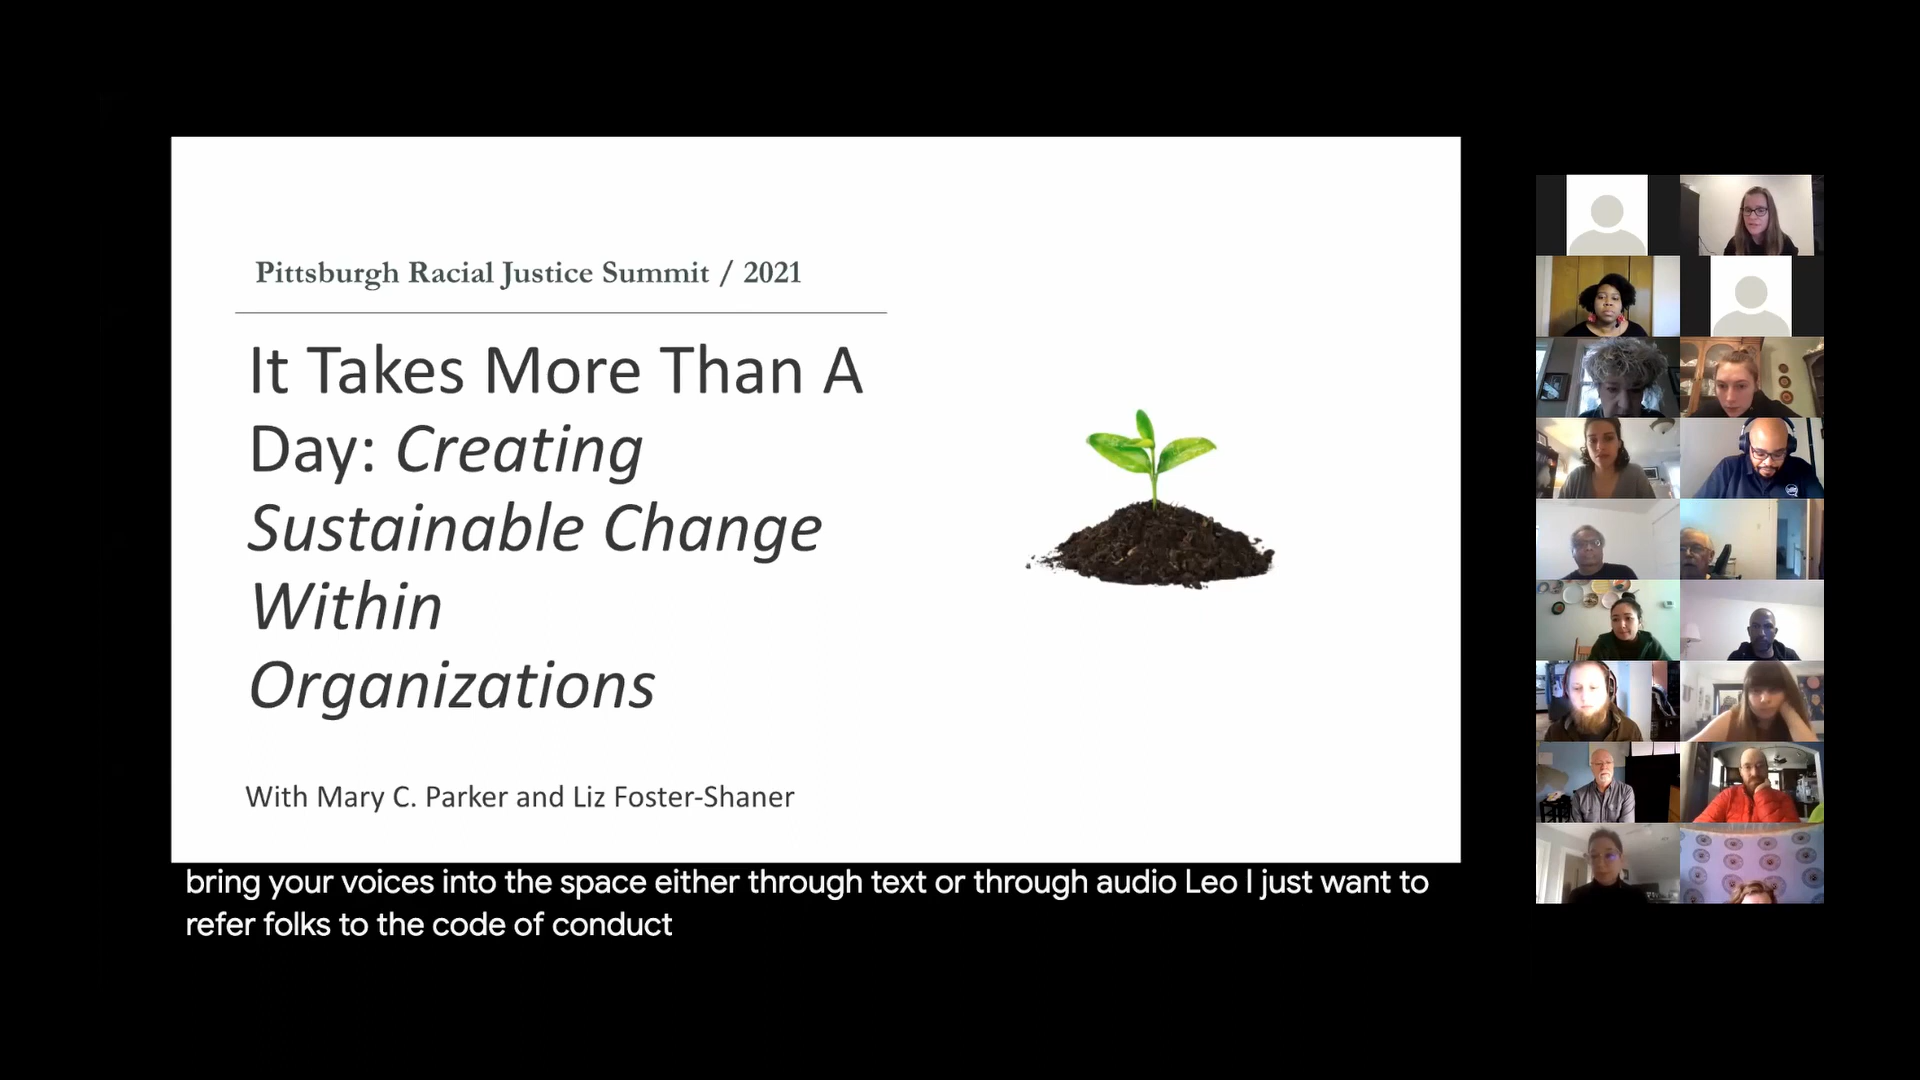 Pittsburgh Racial Justice Summit / 2021
It Takes More Than A
Day: Creating
Sustainable Change
Within
Organizations
With Mary C. Parker and Liz Foster-Shaner
bring your voices into the space either through text or through audio Leo I just want to
refer folks to the code of conduct